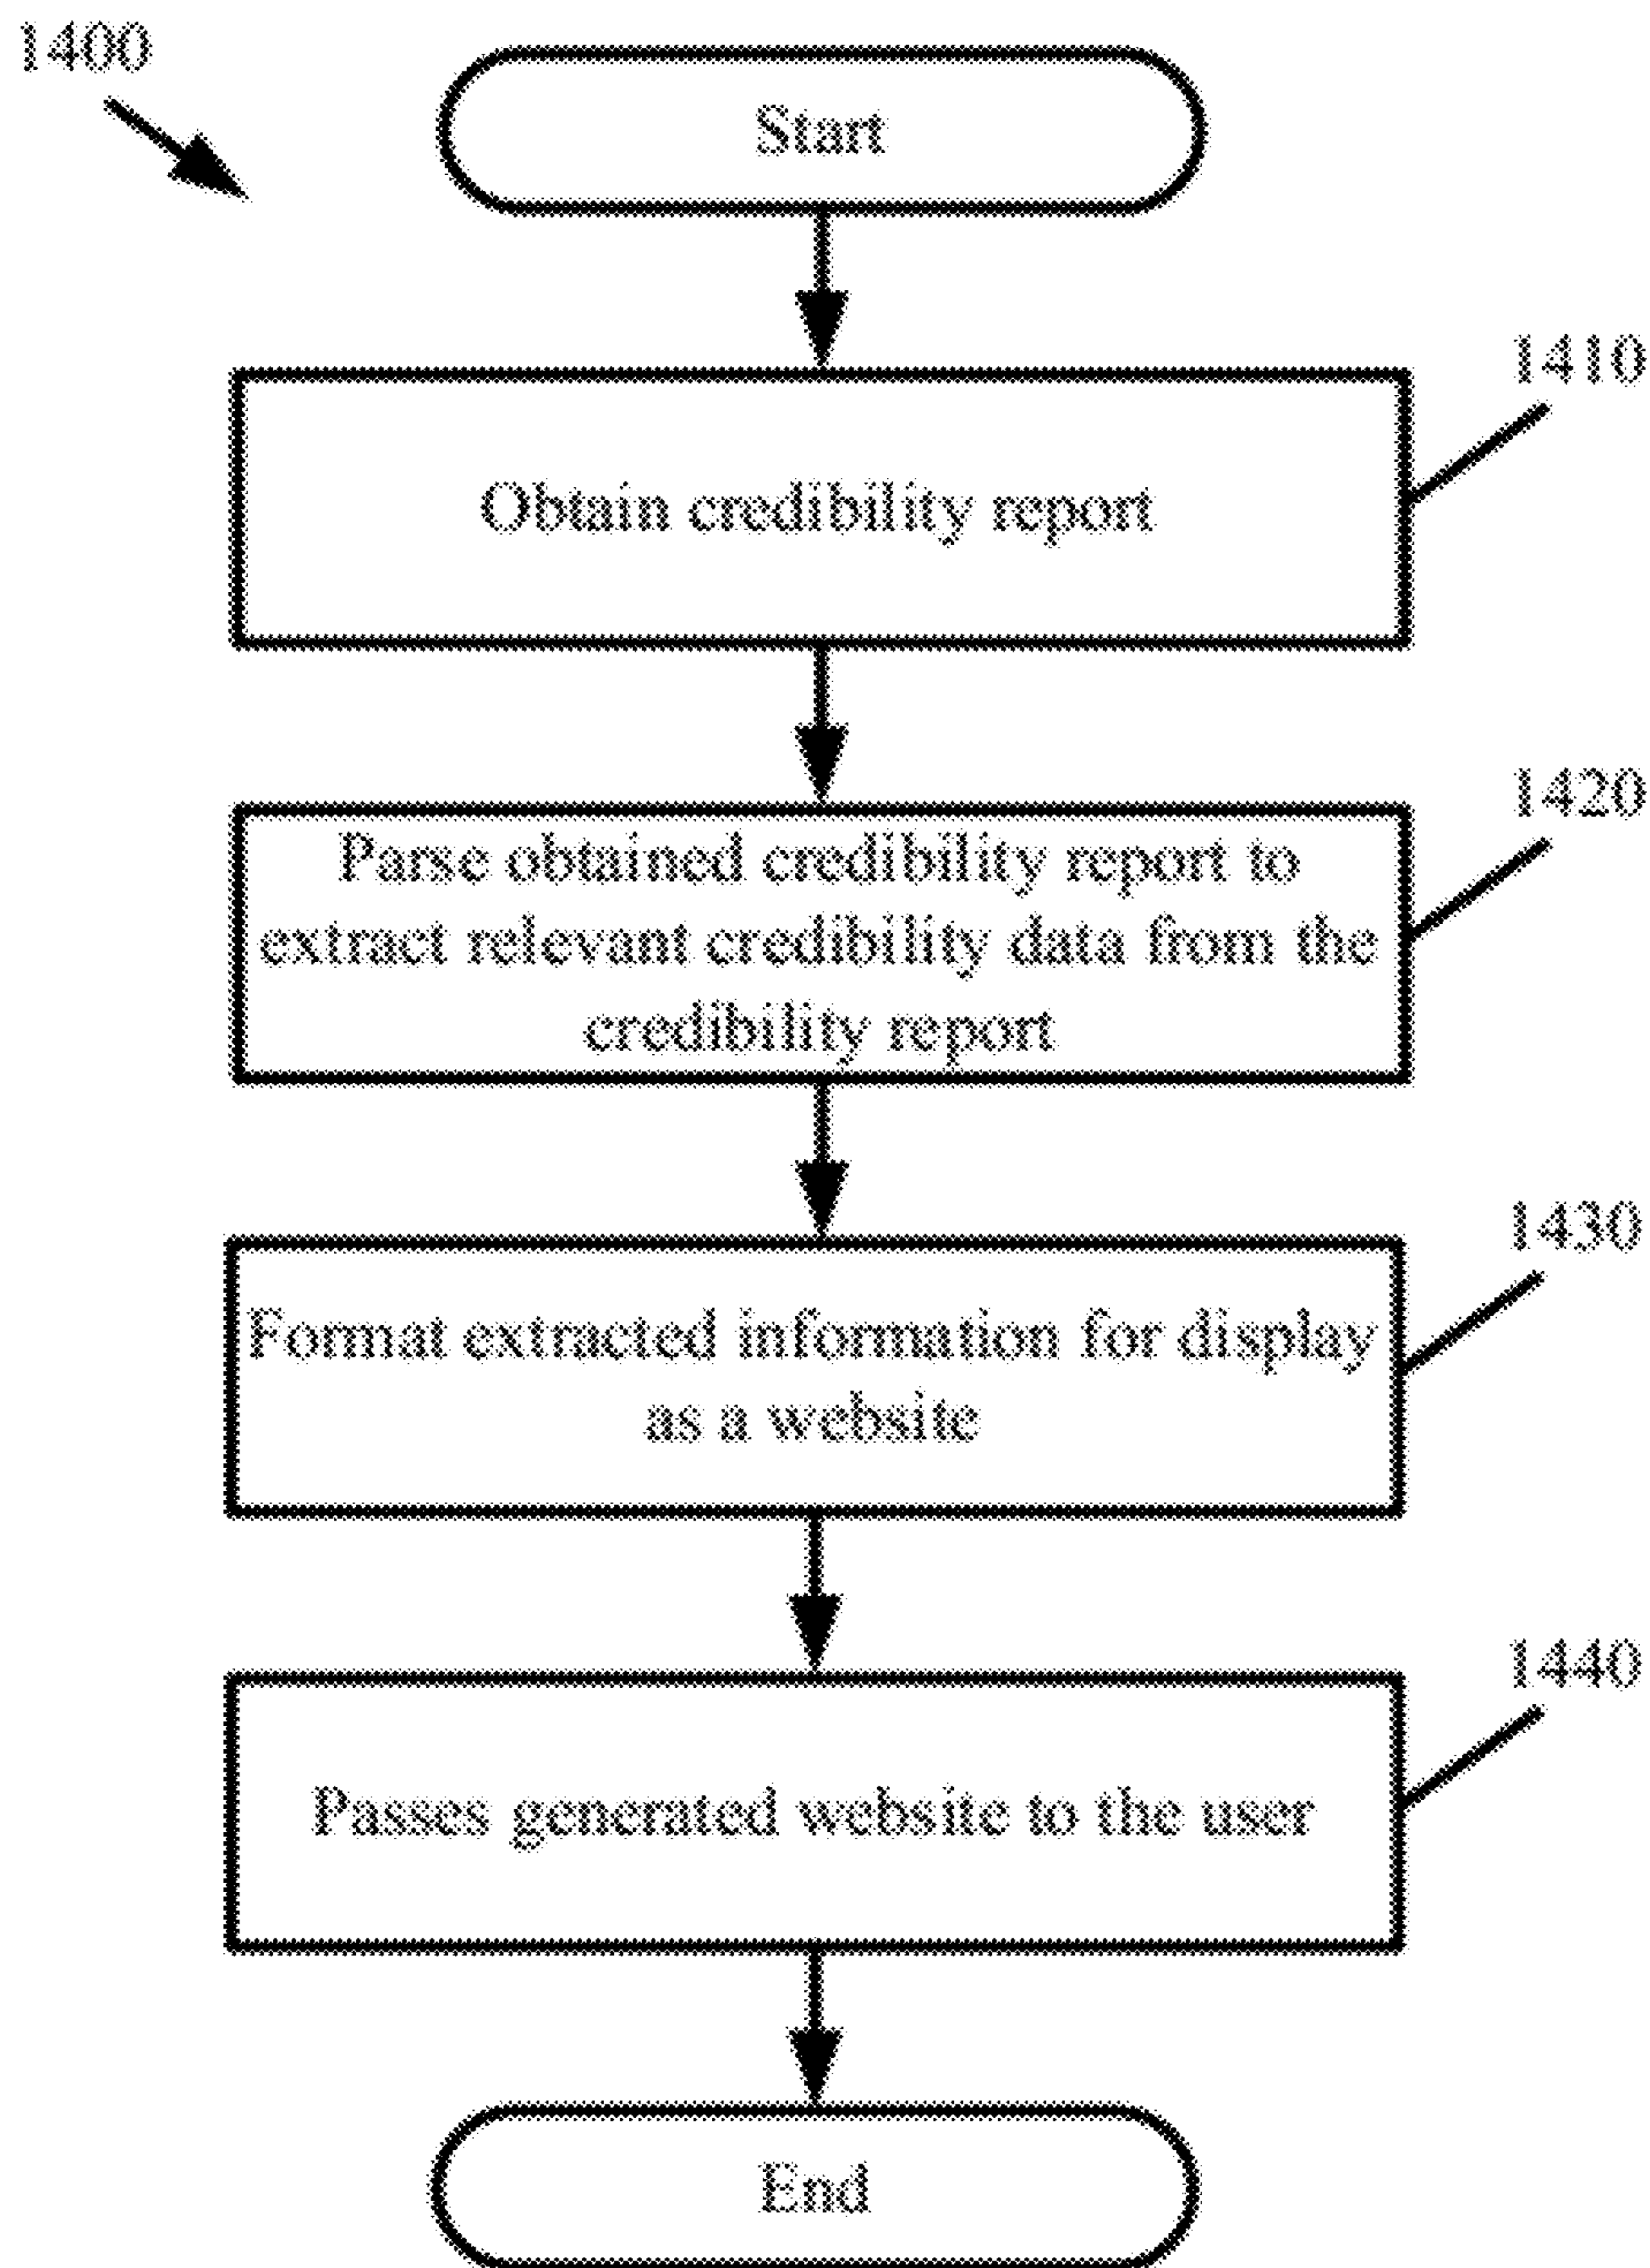 1400
Start
1410
Obtain credibility report
1420
Parse obtained credibility report to
extract relevant credibility data from the
credibility report
1430
Format extracted information for display
as a website
1440
Passes generated website to the user
End